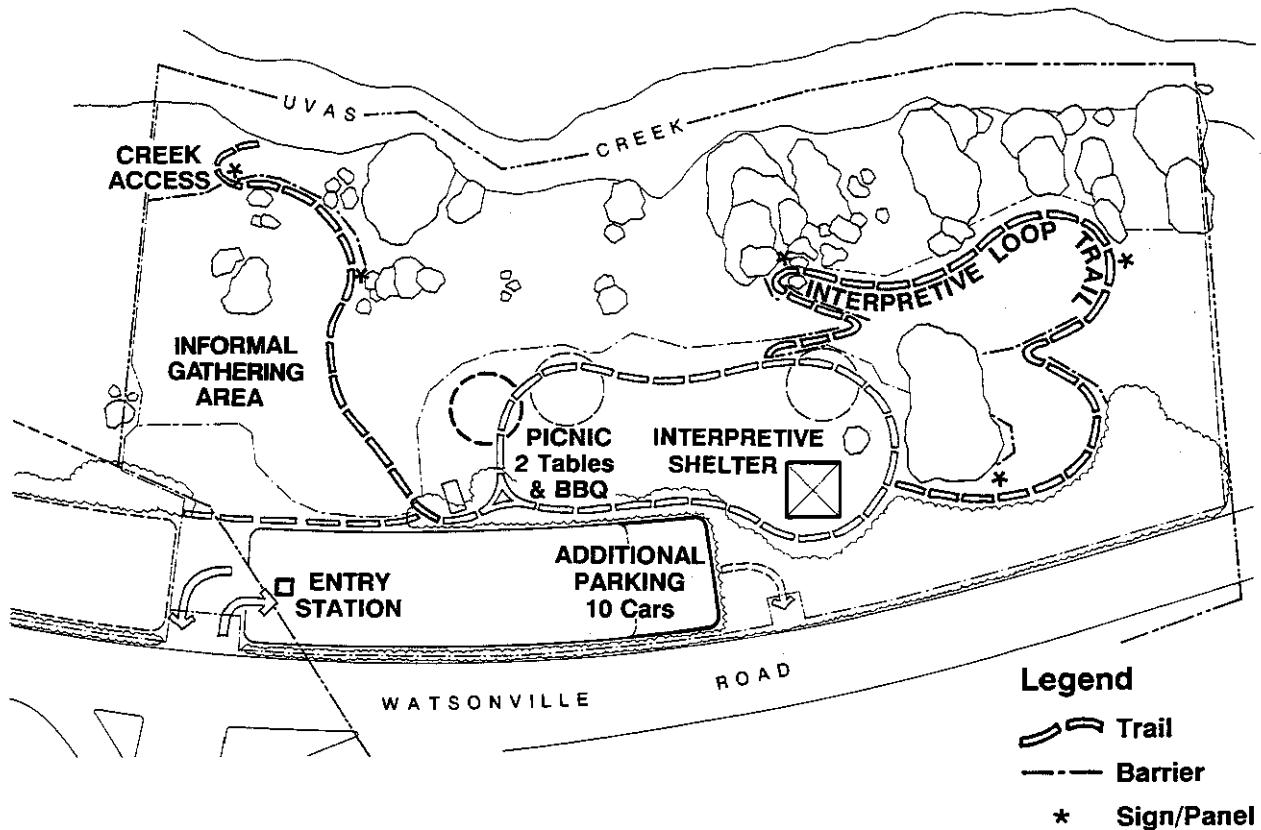 UVAS
CREEK
CREEK
ACCESS
INTERPRETIVE LOOP TRAIL
INFORMAL
GATHERING
AREA
PICNIC
2 Tables
& BBQ
INTERPRETIVE
SHELTER
ENTRY
STATION
ADDITIONAL
PARKING
10 Cars
WATSONVILLE ROAD
Legend
Trail
Barrier
* Sign/Panel